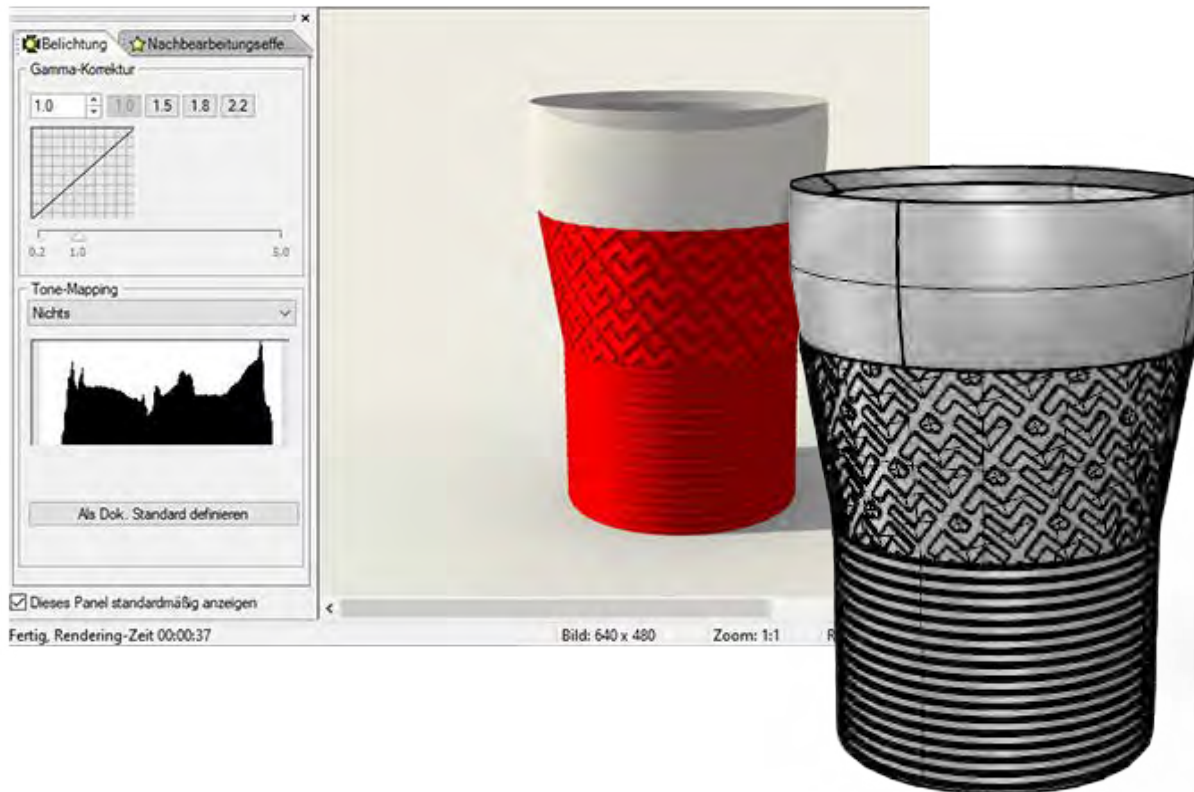 Belichtung
Nachbearbeitungseffe
Gamma-Korrektur
1.0 1.0 1.5 1.8 2.2
0.2 1.0 5.0
Tone-Mapping
Nichts
Als Dok. Standard definieren
Dieses Panel standardmäßig anzeigen
Fertig, Rendering-Zeit 00:00:37 Bild: 640 x 480 Zoom: 1:1 R